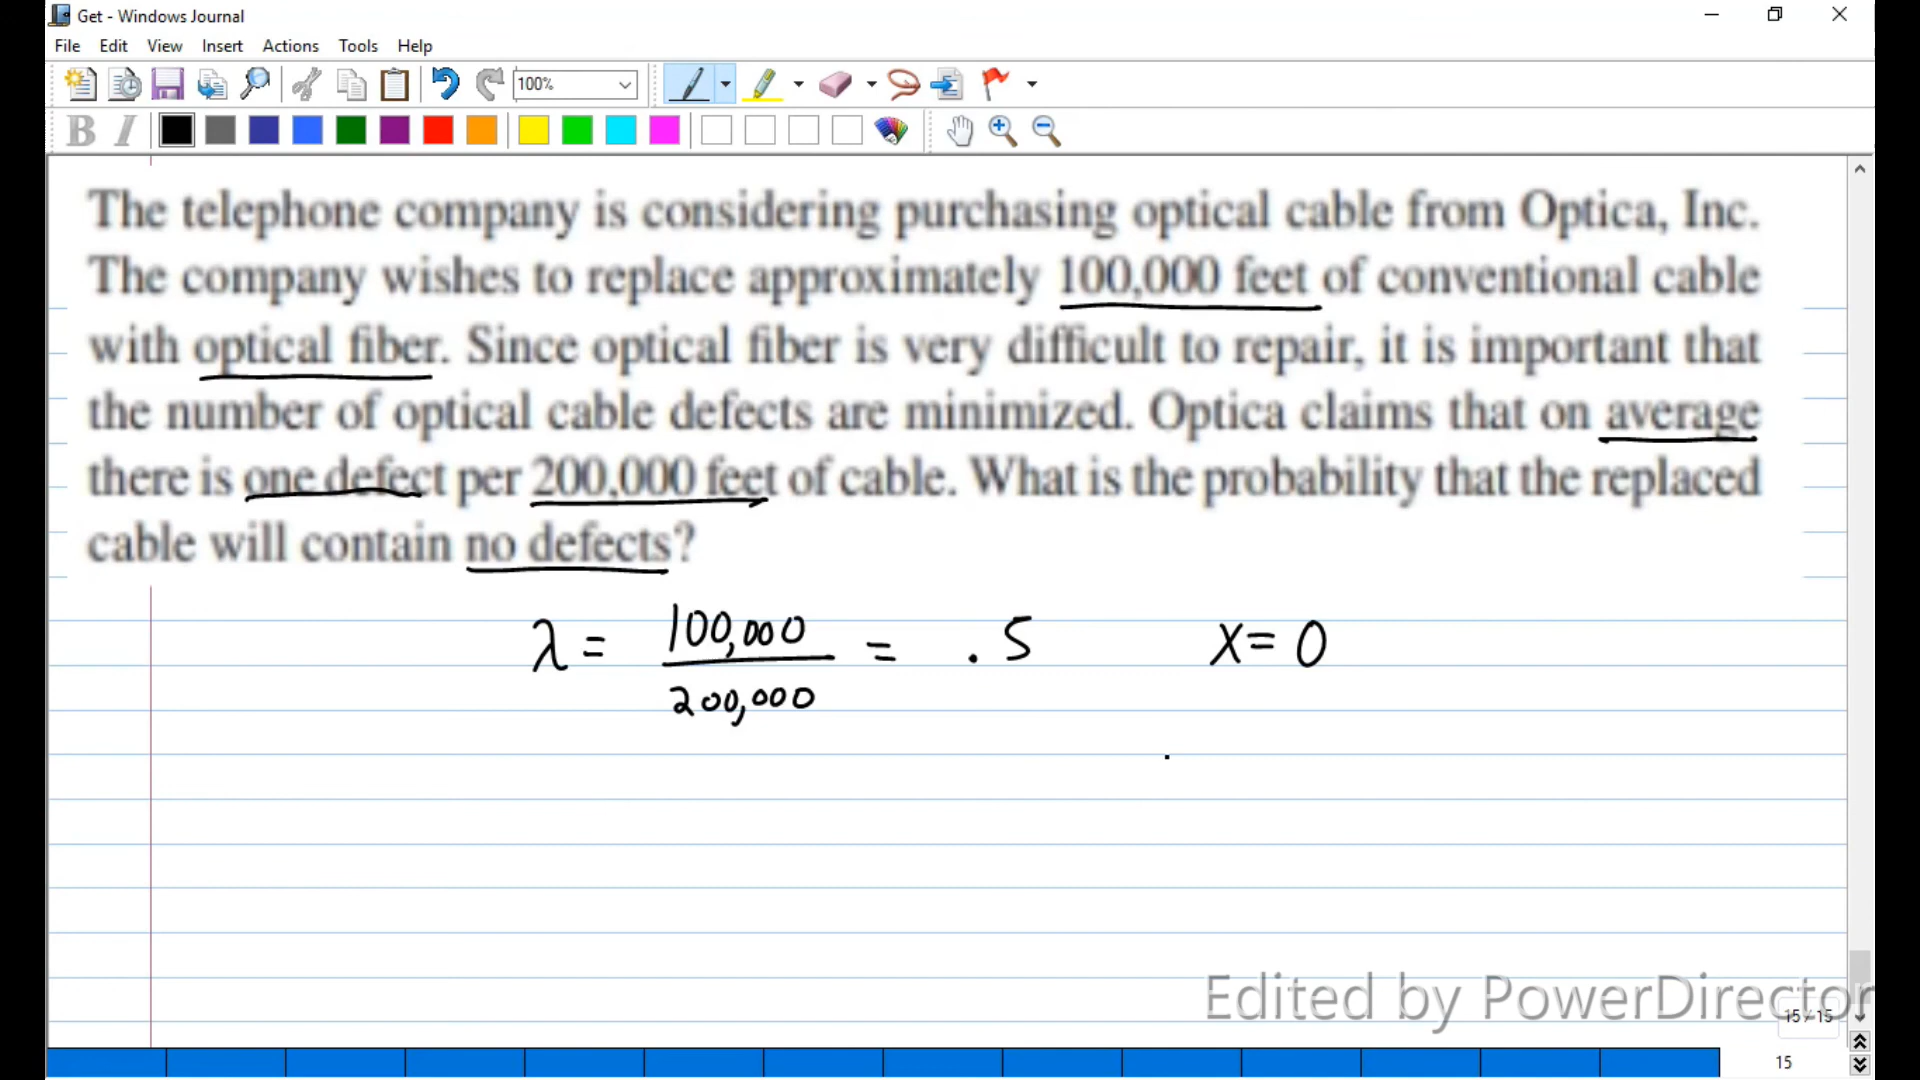 Get - Windows Journal
File Edit View Insert Actions Tools Help
100%
B I
The telephone company is considering purchasing optical cable from Optica, Inc.
The company wishes to replace approximately 100,000 feet of conventional cable
with optical fiber. Since optical fiber is very difficult to repair, it is important that
the number of optical cable defects are minimized. Optica claims that on average
there is one defect per 200,000 feet of cable. What is the probability that the replaced
cable will contain no defects?
λ = 100,000 / 200,000 = .5 X = 0
Edited by PowerDirector
15 / 15
15